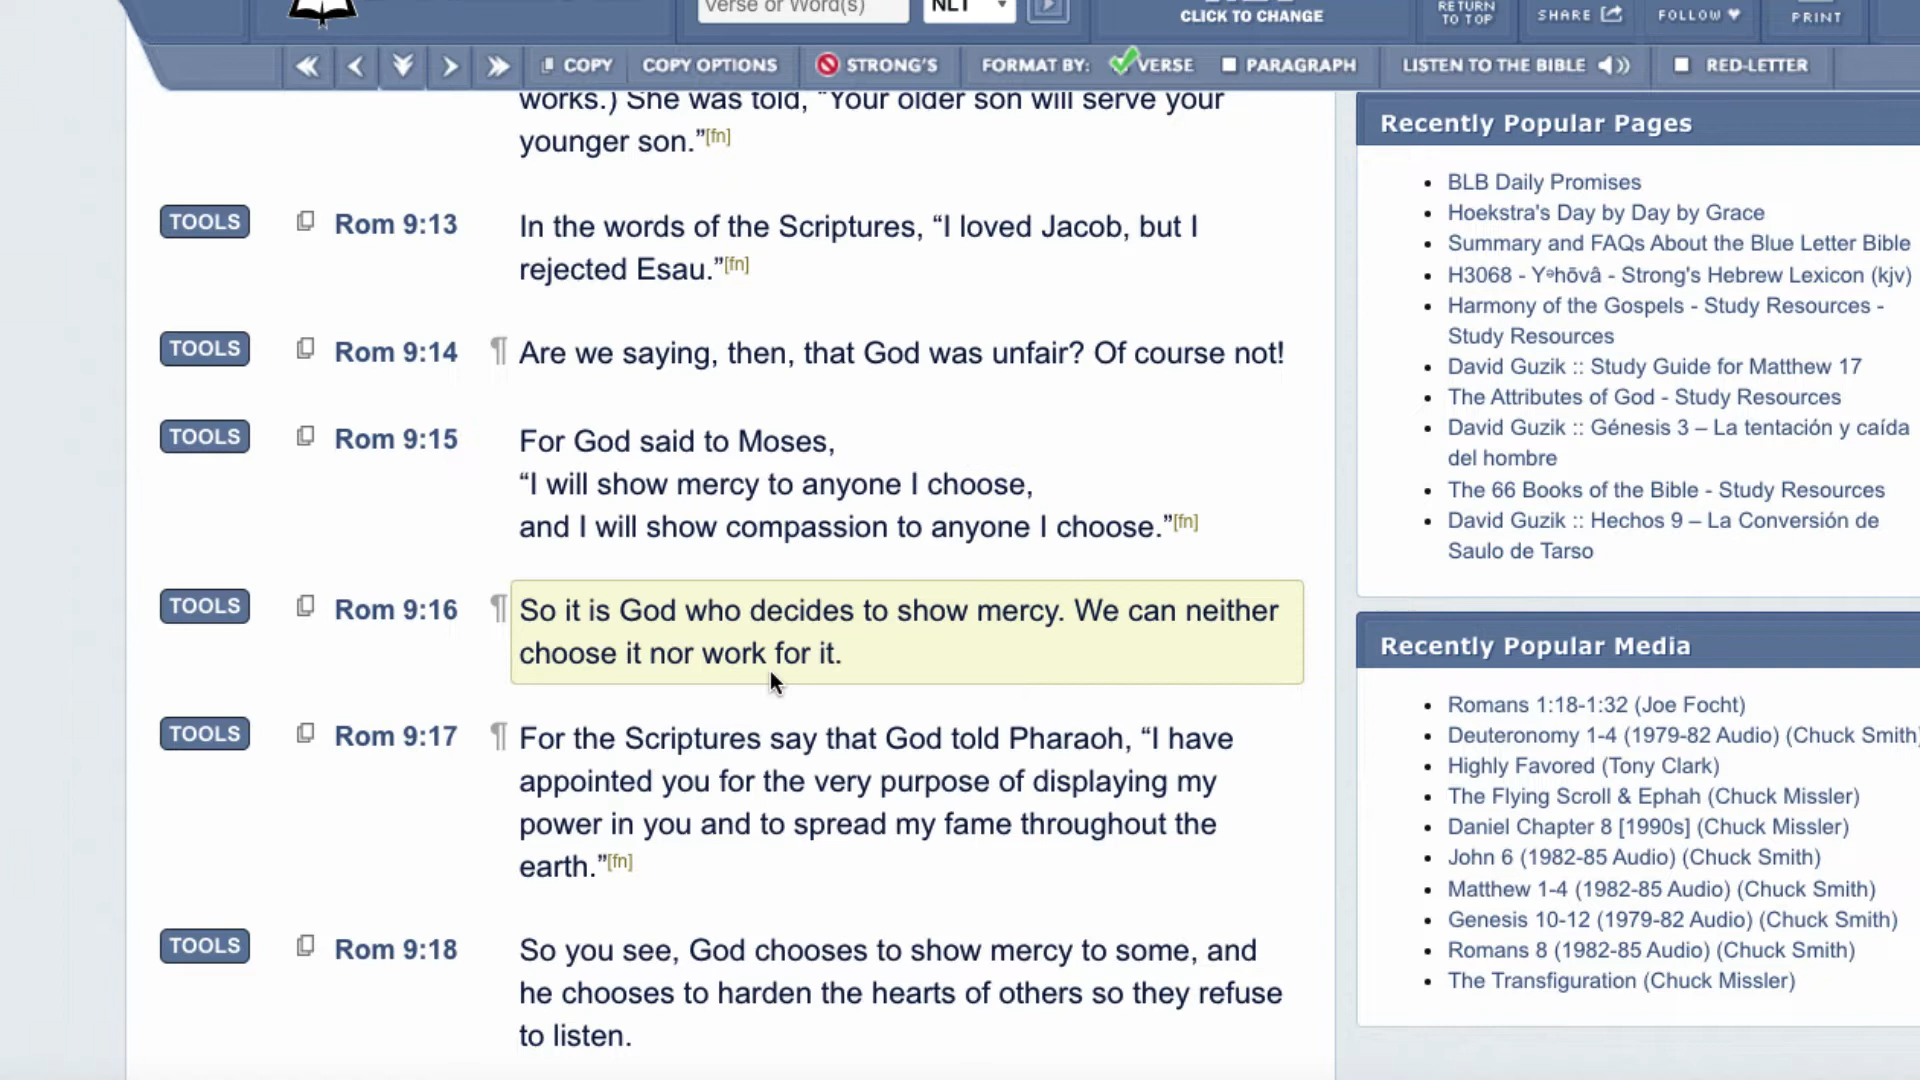 Verse or Word(s)
NLT
CLICK TO CHANGE
RETURN
TO TOP
SHARE
FOLLOW
PRINT
COPY
COPY OPTIONS
STRONG'S
FORMAT BY:
VERSE
PARAGRAPH
LISTEN TO THE BIBLE
RED-LETTER
works.) She was told, “Your older son will serve your
younger son.”[fn]
TOOLS
Rom 9:13
In the words of the Scriptures, “I loved Jacob, but I
rejected Esau.”[fn]
TOOLS
Rom 9:14
¶ Are we saying, then, that God was unfair? Of course not!
TOOLS
Rom 9:15
For God said to Moses,
“I will show mercy to anyone I choose,
and I will show compassion to anyone I choose.”[fn]
TOOLS
Rom 9:16
¶ So it is God who decides to show mercy. We can neither
choose it nor work for it.
TOOLS
Rom 9:17
¶ For the Scriptures say that God told Pharaoh, “I have
appointed you for the very purpose of displaying my
power in you and to spread my fame throughout the
earth.”[fn]
TOOLS
Rom 9:18
So you see, God chooses to show mercy to some, and
he chooses to harden the hearts of others so they refuse
to listen.
Recently Popular Pages
• BLB Daily Promises
• Hoekstra's Day by Day by Grace
• Summary and FAQs About the Blue Letter Bible
• H3068 - Yᵊhōvâ - Strong's Hebrew Lexicon (kjv)
• Harmony of the Gospels - Study Resources -
Study Resources
• David Guzik :: Study Guide for Matthew 17
• The Attributes of God - Study Resources
• David Guzik :: Génesis 3 – La tentación y caída
del hombre
• The 66 Books of the Bible - Study Resources
• David Guzik :: Hechos 9 – La Conversión de
Saulo de Tarso
Recently Popular Media
• Romans 1:18-1:32 (Joe Focht)
• Deuteronomy 1-4 (1979-82 Audio) (Chuck Smith)
• Highly Favored (Tony Clark)
• The Flying Scroll & Ephah (Chuck Missler)
• Daniel Chapter 8 [1990s] (Chuck Missler)
• John 6 (1982-85 Audio) (Chuck Smith)
• Matthew 1-4 (1982-85 Audio) (Chuck Smith)
• Genesis 10-12 (1979-82 Audio) (Chuck Smith)
• Romans 8 (1982-85 Audio) (Chuck Smith)
• The Transfiguration (Chuck Missler)